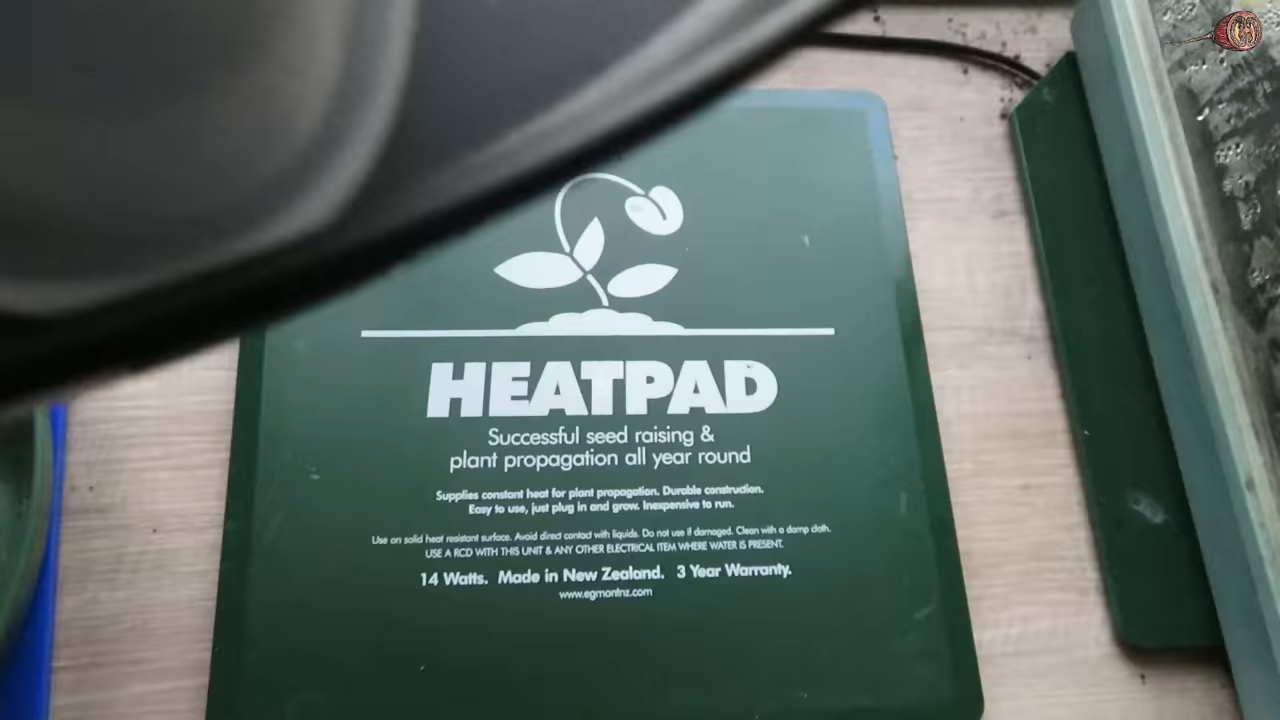 HEATPAD
Successful seed raising &
plant propagation all year round
Supplies constant heat for plant propagation. Durable construction.
Easy to use, just plug in and grow. Inexpensive to run.
Use on solid heat resistant surface. Avoid direct contact with liquids. Do not use if damaged. Clean with a damp cloth.
USE A RCD WITH THIS UNIT & ANY OTHER ELECTRICAL ITEM WHERE WATER IS PRESENT.
14 Watts. Made in New Zealand. 3 Year Warranty.
www.egmontnz.com